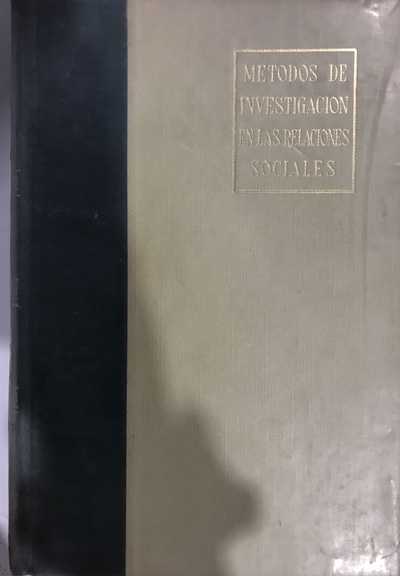 METODOS DE
INVESTIGACION
EN LAS RELACIONES
SOCIALES